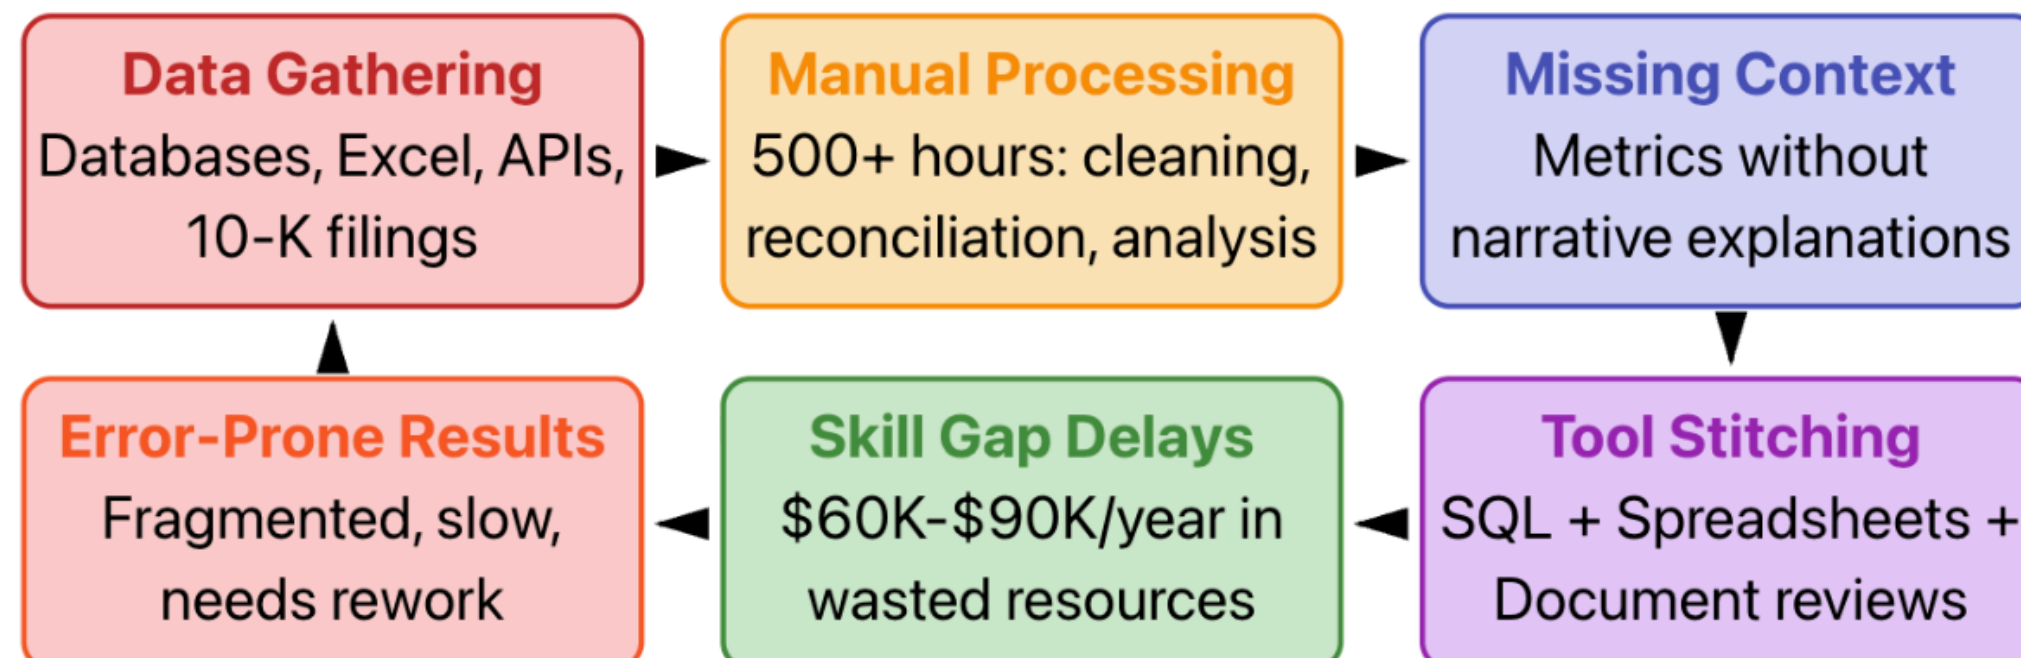 Data Gathering
Databases, Excel, APIs,
10-K filings
Manual Processing
500+ hours: cleaning,
reconciliation, analysis
Missing Context
Metrics without
narrative explanations
Error-Prone Results
Fragmented, slow,
needs rework
Skill Gap Delays
$60K-$90K/year in
wasted resources
Tool Stitching
SQL + Spreadsheets +
Document reviews